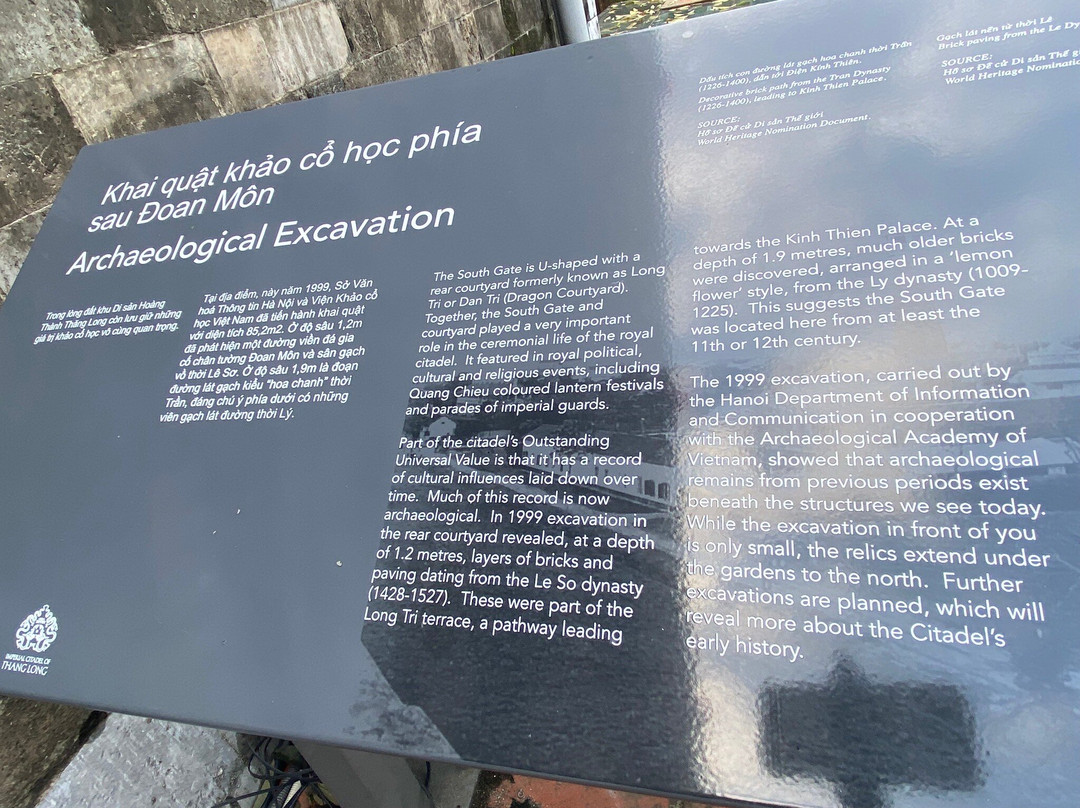 Khai quật khảo cổ học phía
sau Đoan Môn
Archaeological Excavation
Trong lòng đất khu Di sản Hoàng
Thành Thăng Long còn lưu giữ những
giá trị khảo cổ học vô cùng quan trọng.
Tại địa điểm, này năm 1999, Sở Văn
hoá Thông tin Hà Nội và Viện Khảo cổ
học Việt Nam đã tiến hành khai quật
với diện tích 85,2m2. Ở độ sâu 1,2m
đã phát hiện một đường viền đá gia
cố chân tường Đoan Môn và sân gạch
vồ thời Lê Sơ. Ở độ sâu 1,9m là đoạn
đường lát gạch kiểu "hoa chanh" thời
Trần, đáng chú ý phía dưới có những
viên gạch lát đường thời Lý.
The South Gate is U-shaped with a
rear courtyard formerly known as Long
Tri or Dan Tri (Dragon Courtyard).
Together, the South Gate and
courtyard played a very important
role in the ceremonial life of the royal
citadel. It featured in royal political,
cultural and religious events, including
Quang Chieu coloured lantern festivals
and parades of imperial guards.
Part of the citadel's Outstanding
Universal Value is that it has a record
of cultural influences laid down over
time. Much of this record is now
archaeological. In 1999 excavation in
the rear courtyard revealed, at a depth
of 1.2 metres, layers of bricks and
paving dating from the Le So dynasty
(1428-1527). These were part of the
Long Tri terrace, a pathway leading
towards the Kinh Thien Palace. At a
depth of 1.9 metres, much older bricks
were discovered, arranged in a 'lemon
flower' style, from the Ly dynasty (1009-
1225). This suggests the South Gate
was located here from at least the
11th or 12th century.
The 1999 excavation, carried out by
the Hanoi Department of Information
and Communication in cooperation
with the Archaeological Academy of
Vietnam, showed that archaeological
remains from previous periods exist
beneath the structures we see today.
While the excavation in front of you
is only small, the relics extend under
the gardens to the north. Further
excavations are planned, which will
reveal more about the Citadel's
early history.
Dấu tích con đường lát gạch hoa chanh thời Trần
(1226-1400), dẫn tới Điện Kính Thiên.
Decorative brick path from the Tran Dynasty
(1226-1400), leading to Kinh Thien Palace.
SOURCE:
Hồ sơ Đề cử Di sản Thế giới
World Heritage Nomination Document.
Gạch lát nền từ thời Lê
Brick paving from the Le Dy
SOURCE:
Hồ sơ Đề cử Di sản Thế gi
World Heritage Nominatio
IMPERIAL CITADEL OF
THANG LONG